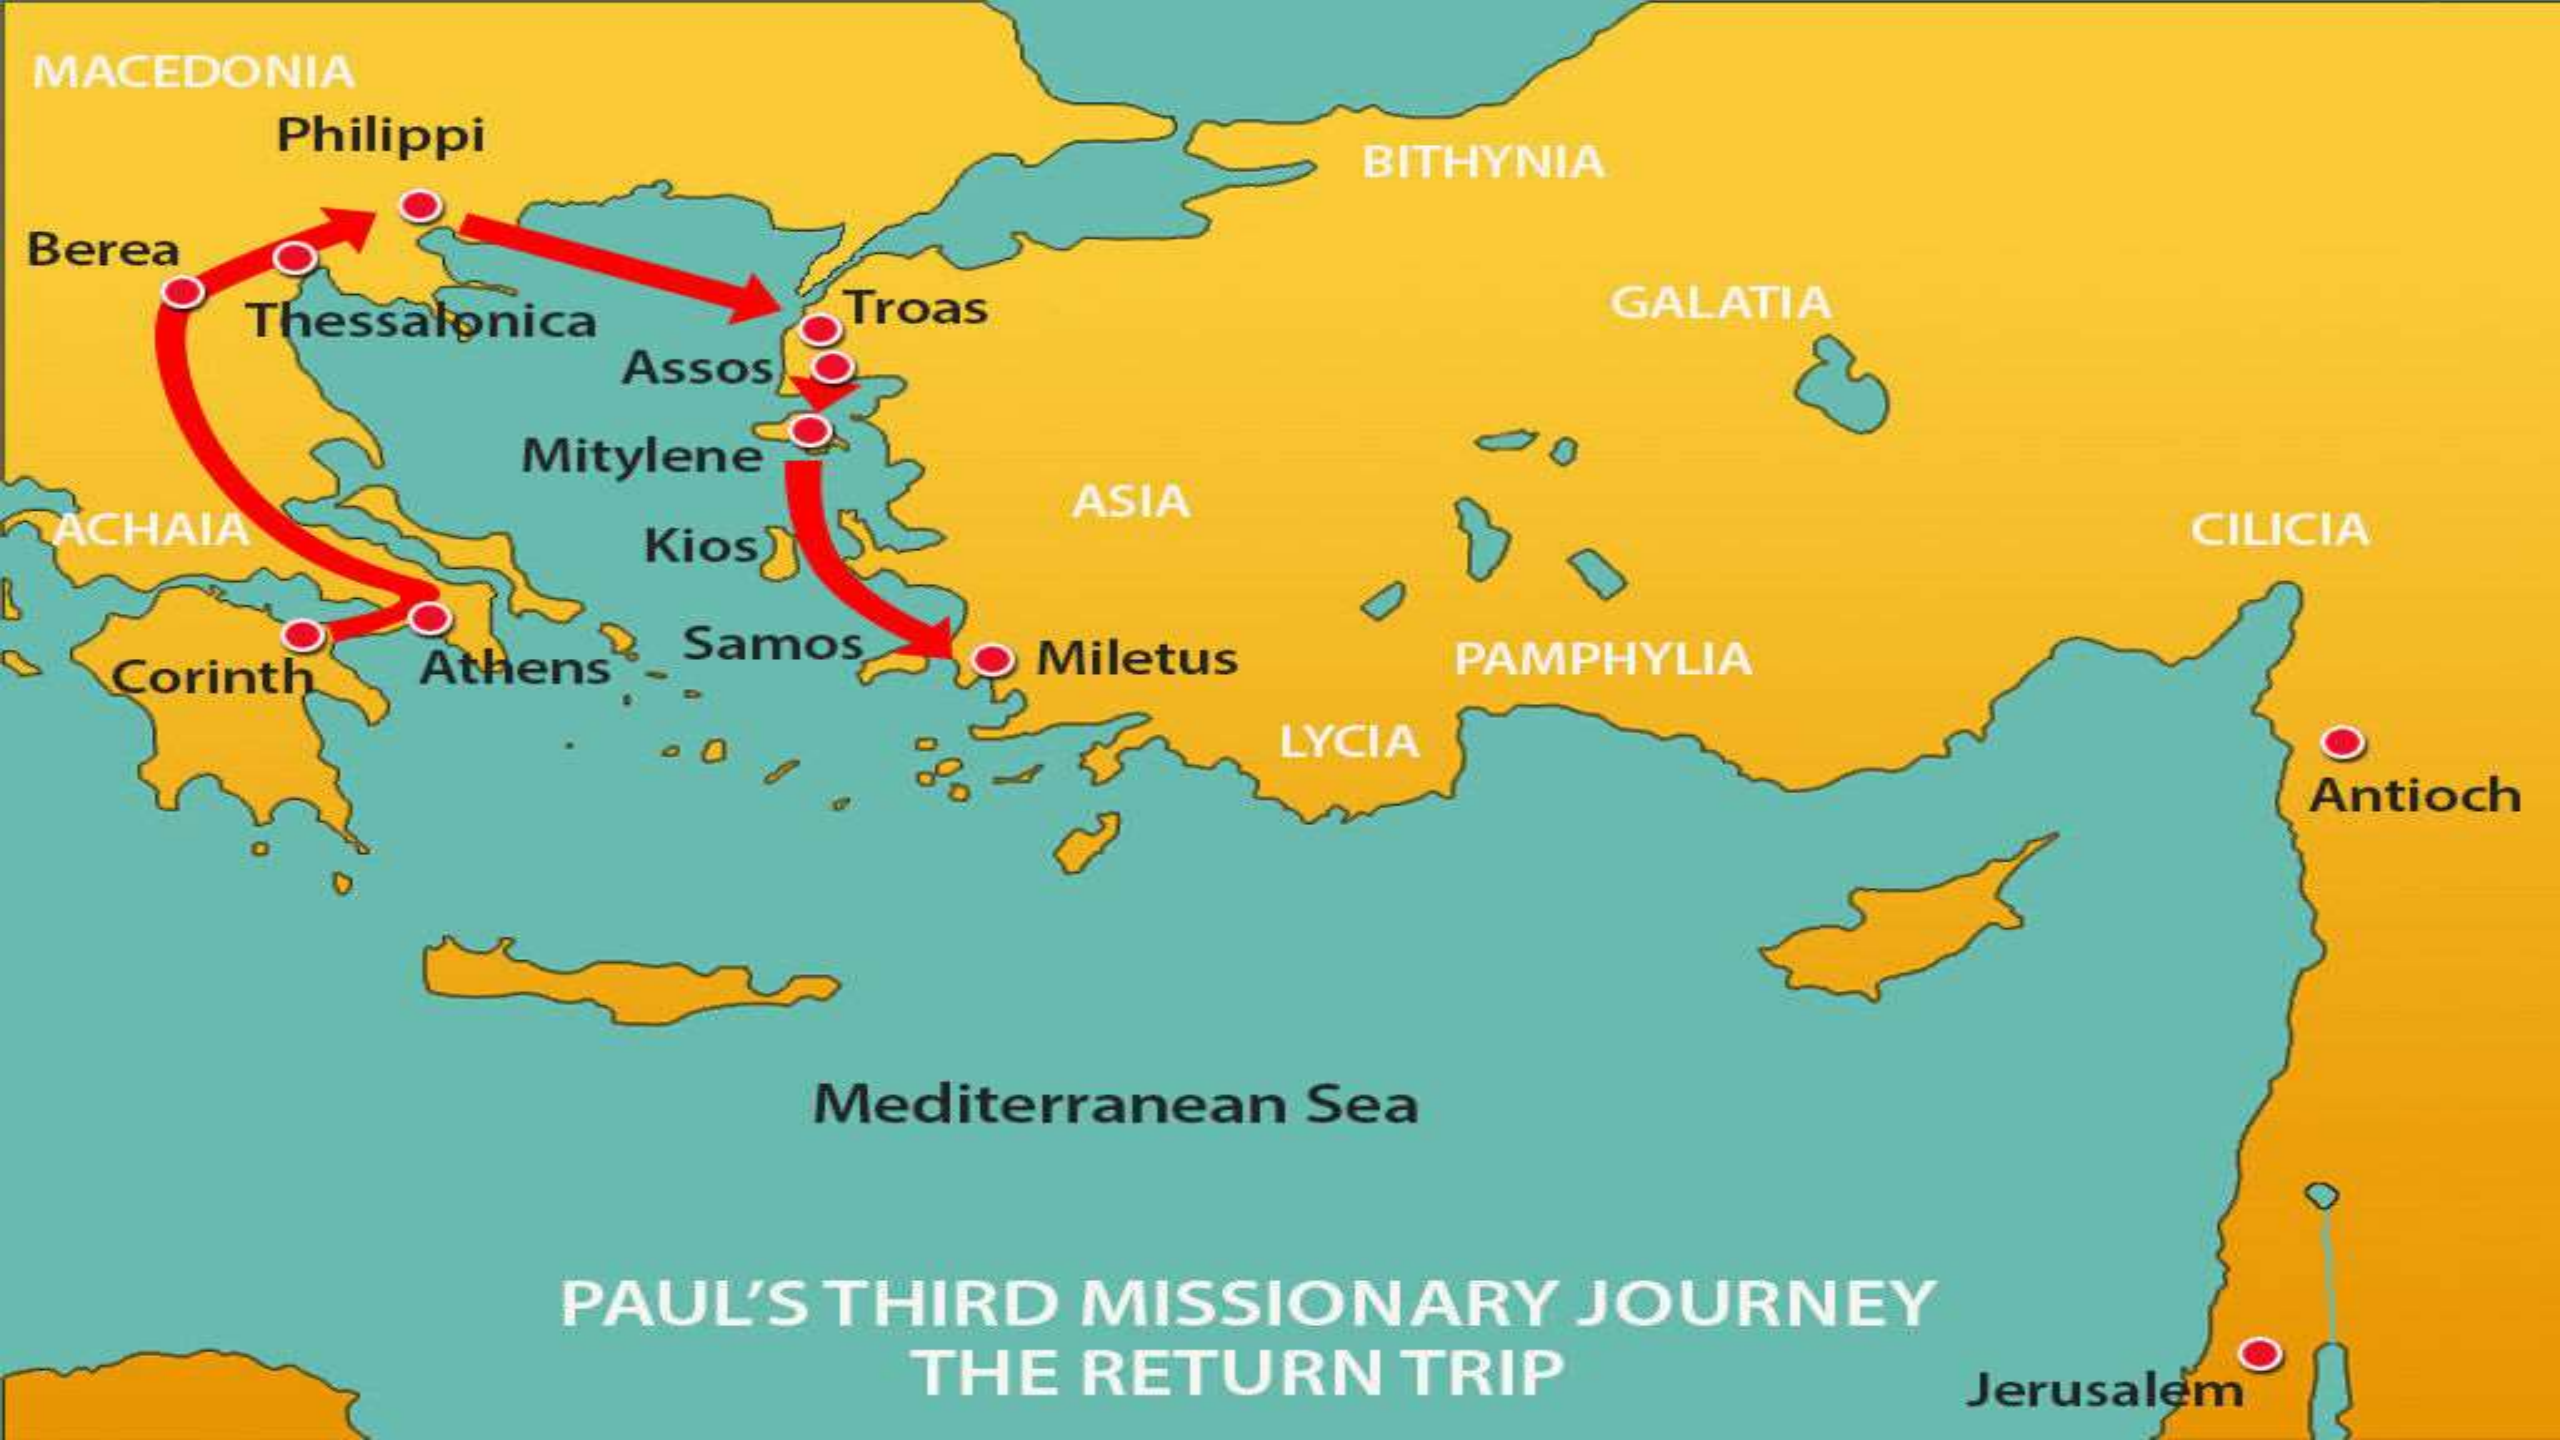 MACEDONIA
Philippi
BITHYNIA
Berea
GALATIA
Troas
Thessalonica
Assos
Mitylene
ASIA
ACHAIA
CILICIA
Kios
Samos
Miletus
PAMPHYLIA
Corinth
Athens
LYCIA
Antioch
Mediterranean Sea
PAUL'S THIRD MISSIONARY JOURNEY
THE RETURN TRIP
Jerusalem